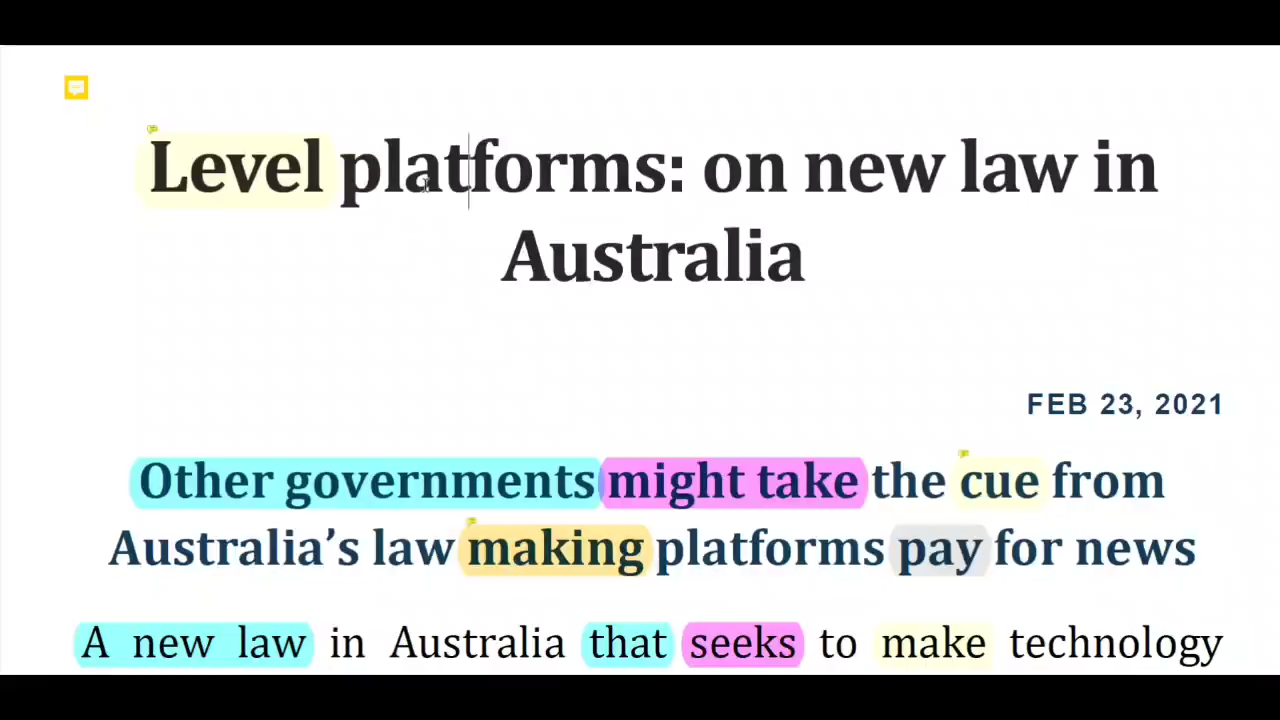 Level platforms: on new law in
Australia
FEB 23, 2021
Other governments might take the cue from
Australia’s law making platforms pay for news
A new law in Australia that seeks to make technology